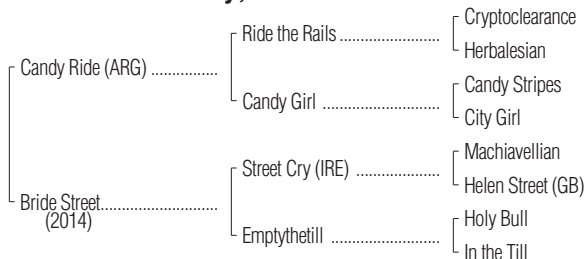 Cryptoclearance
Ride the Rails
Herbalesian
Candy Ride (ARG)
Candy Stripes
Candy Girl
City Girl
Machiavellian
Street Cry (IRE)
Helen Street (GB)
Bride Street
(2014)
Holy Bull
Emptythetill
In the Till